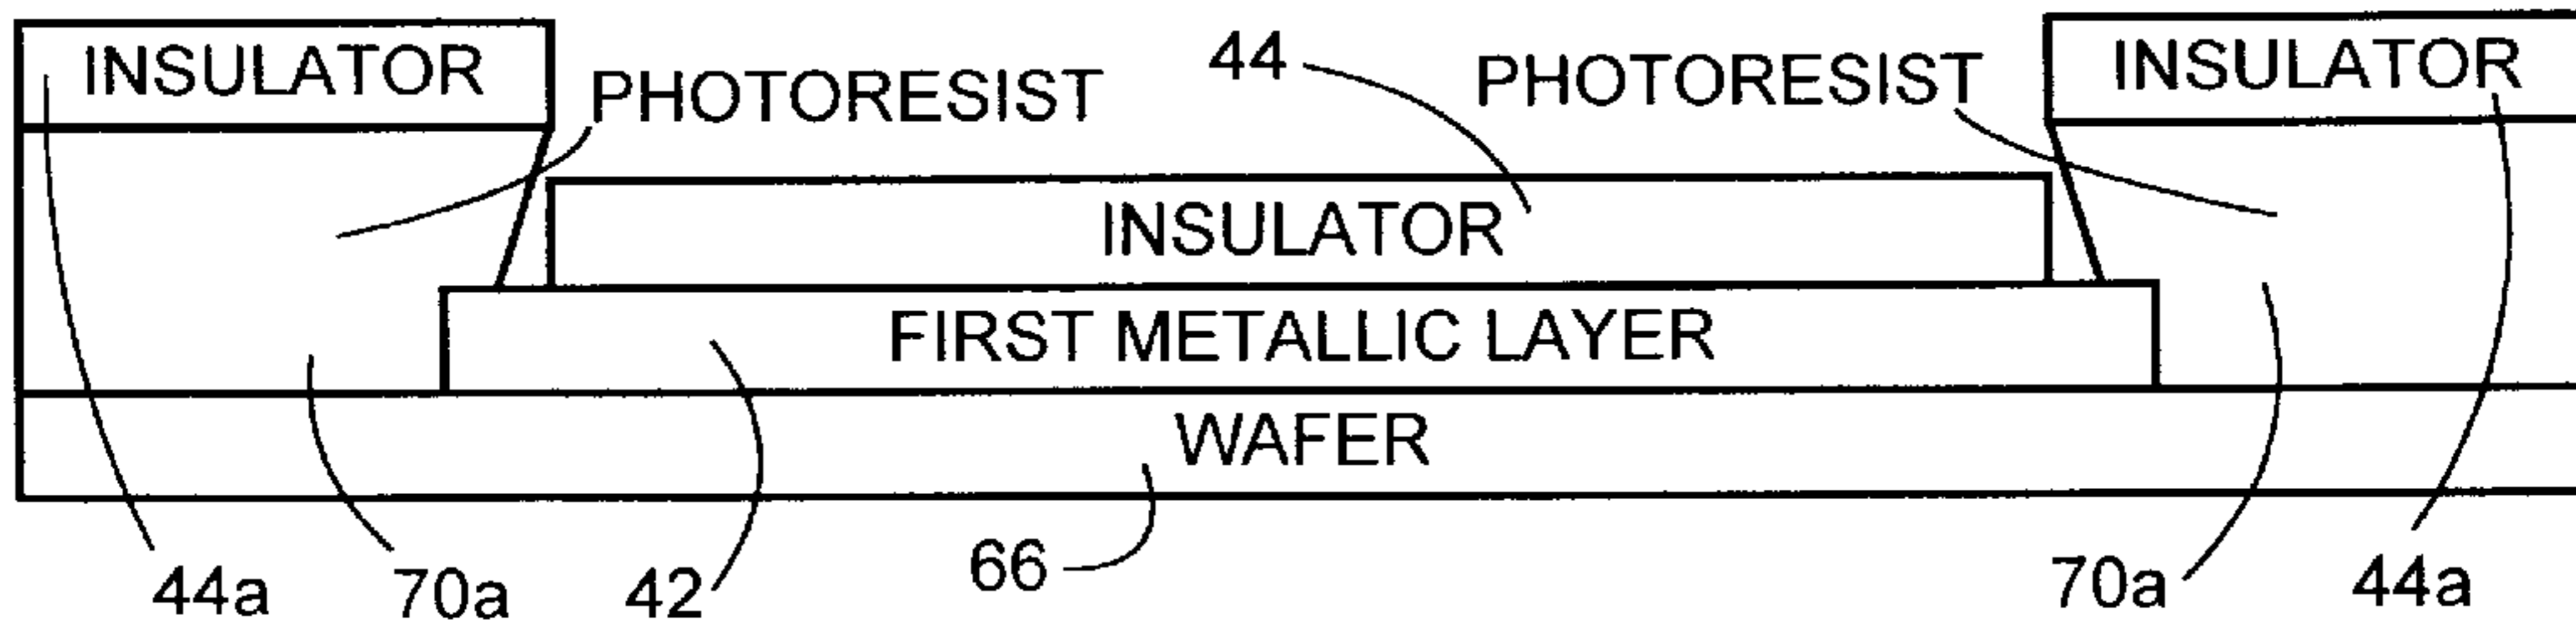 INSULATOR
PHOTORESIST
44
PHOTORESIST
INSULATOR
INSULATOR
FIRST METALLIC LAYER
WAFER
44a
70a
42
66
70a
44a